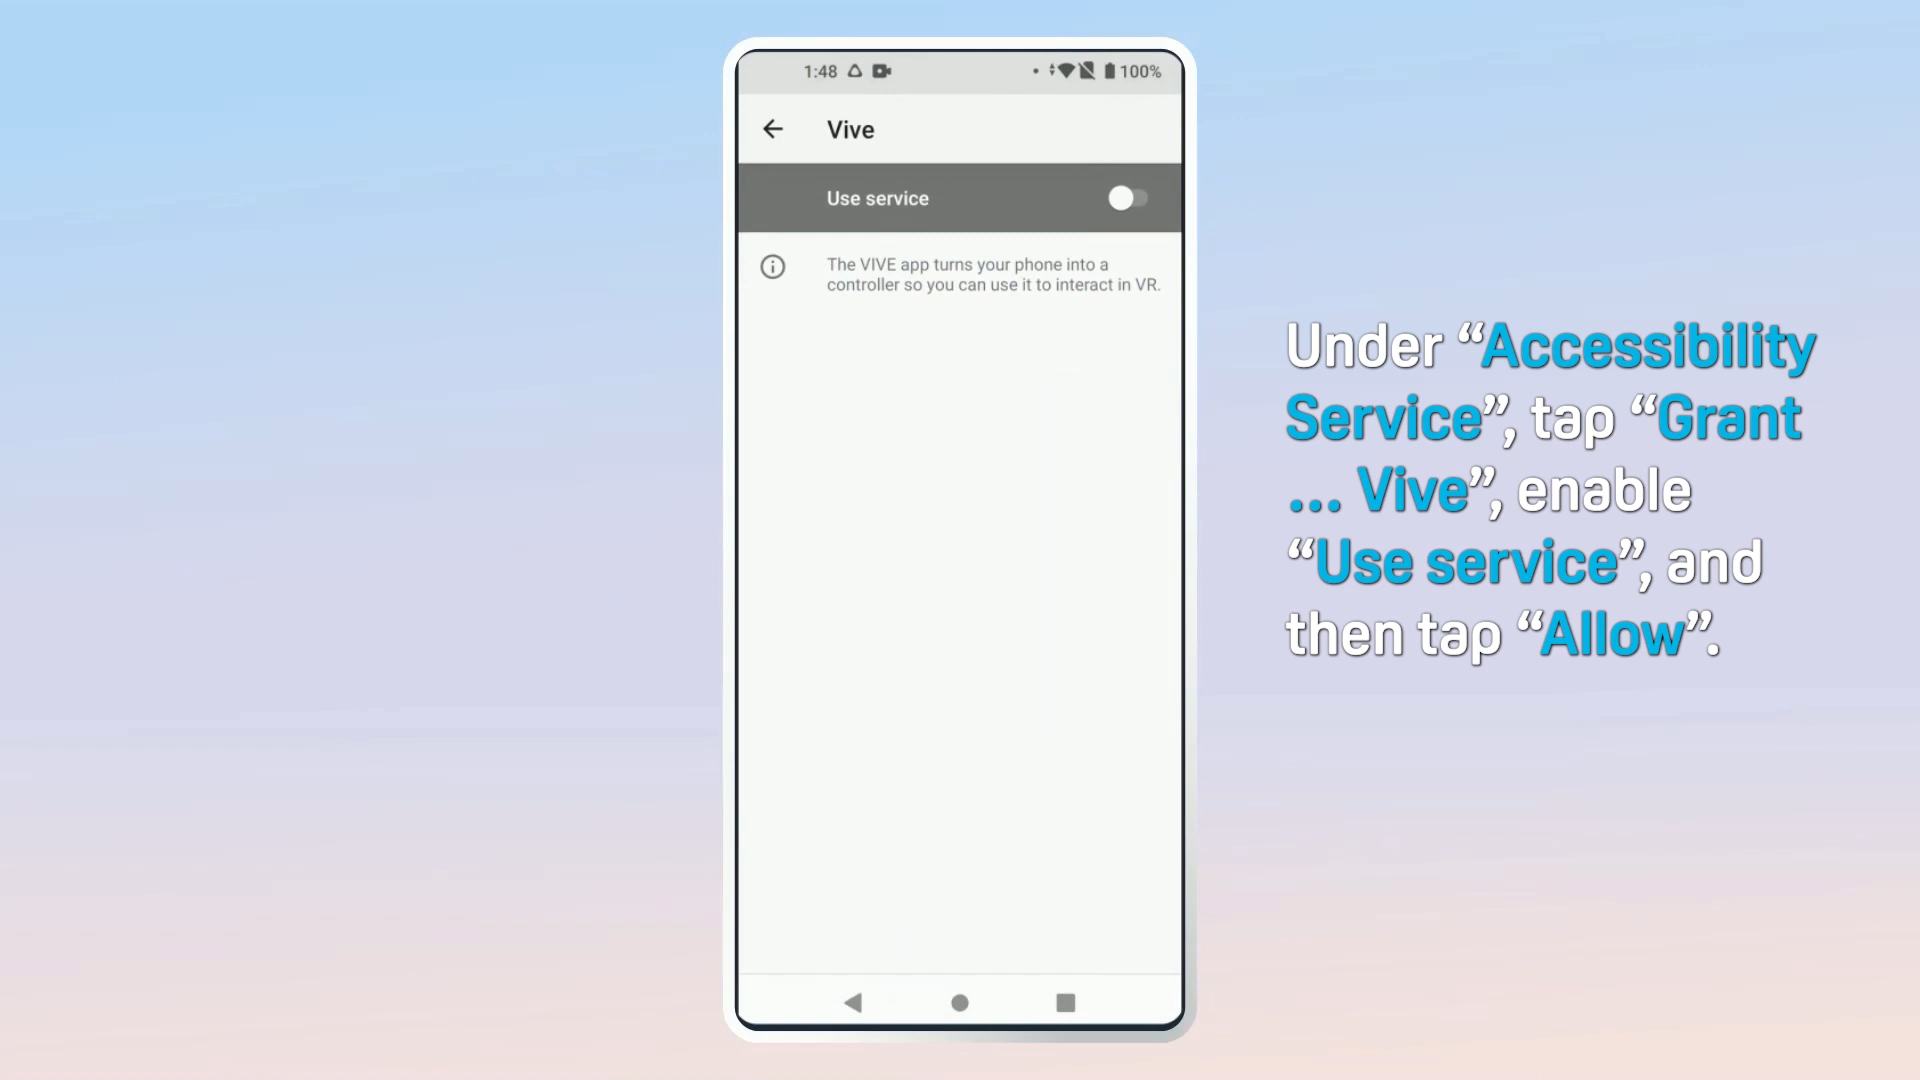 1:48
100%
Vive
Use service
The VIVE app turns your phone into a
controller so you can use it to interact in VR.
Under “Accessibility
Service”, tap “Grant
... Vive”, enable
“Use service”, and
then tap “Allow”.